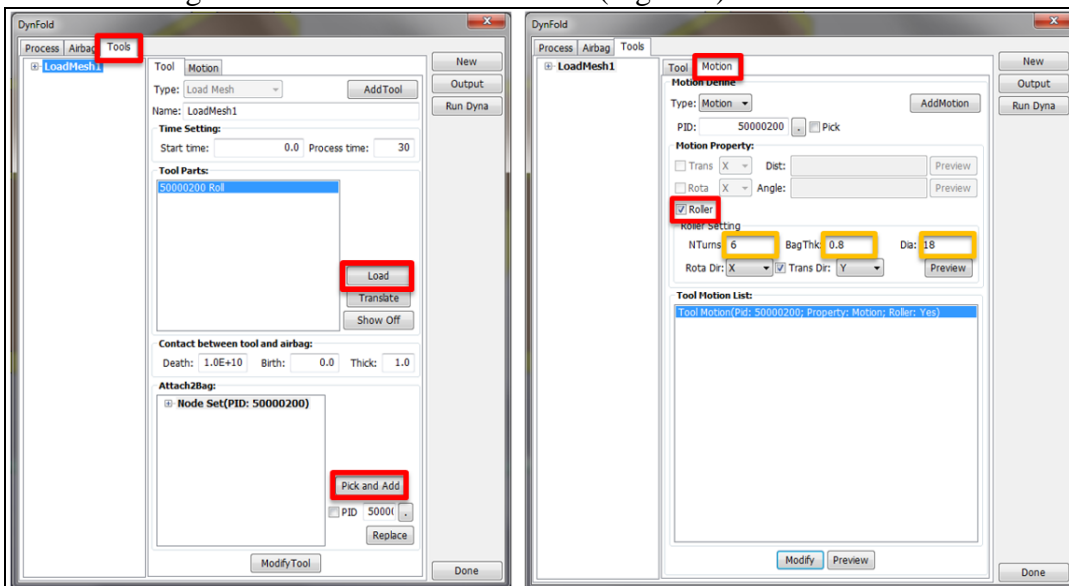 DynFold
Process Airbag Tools
LoadMesh1
Tool Motion
Type: Load Mesh AddTool
Name: LoadMesh1
Time Setting:
Start time: 0.0 Process time: 30
Tool Parts:
50000200 Roll
Load
Translate
Show Off
Contact between tool and airbag:
Death: 1.0E+10 Birth: 0.0 Thick: 1.0
Attach2Bag:
Node Set(PID: 50000200)
Pick and Add
PID 5000( .
Replace
ModifyTool
New
Output
Run Dyna
Done
DynFold
Process Airbag Tools
LoadMesh1
Tool Motion
Motion Define
Type: Motion AddMotion
PID: 50000200 . Pick
Motion Property:
Trans X Dist: Preview
Rota X Angle: Preview
Roller
Roller Setting
NTurns: 6 BagThk: 0.8 Dia: 18
Rota Dir: X Trans Dir: Y Preview
Tool Motion List:
Tool Motion(Pid: 50000200; Property: Motion; Roller: Yes)
Modify Preview
New
Output
Run Dyna
Done